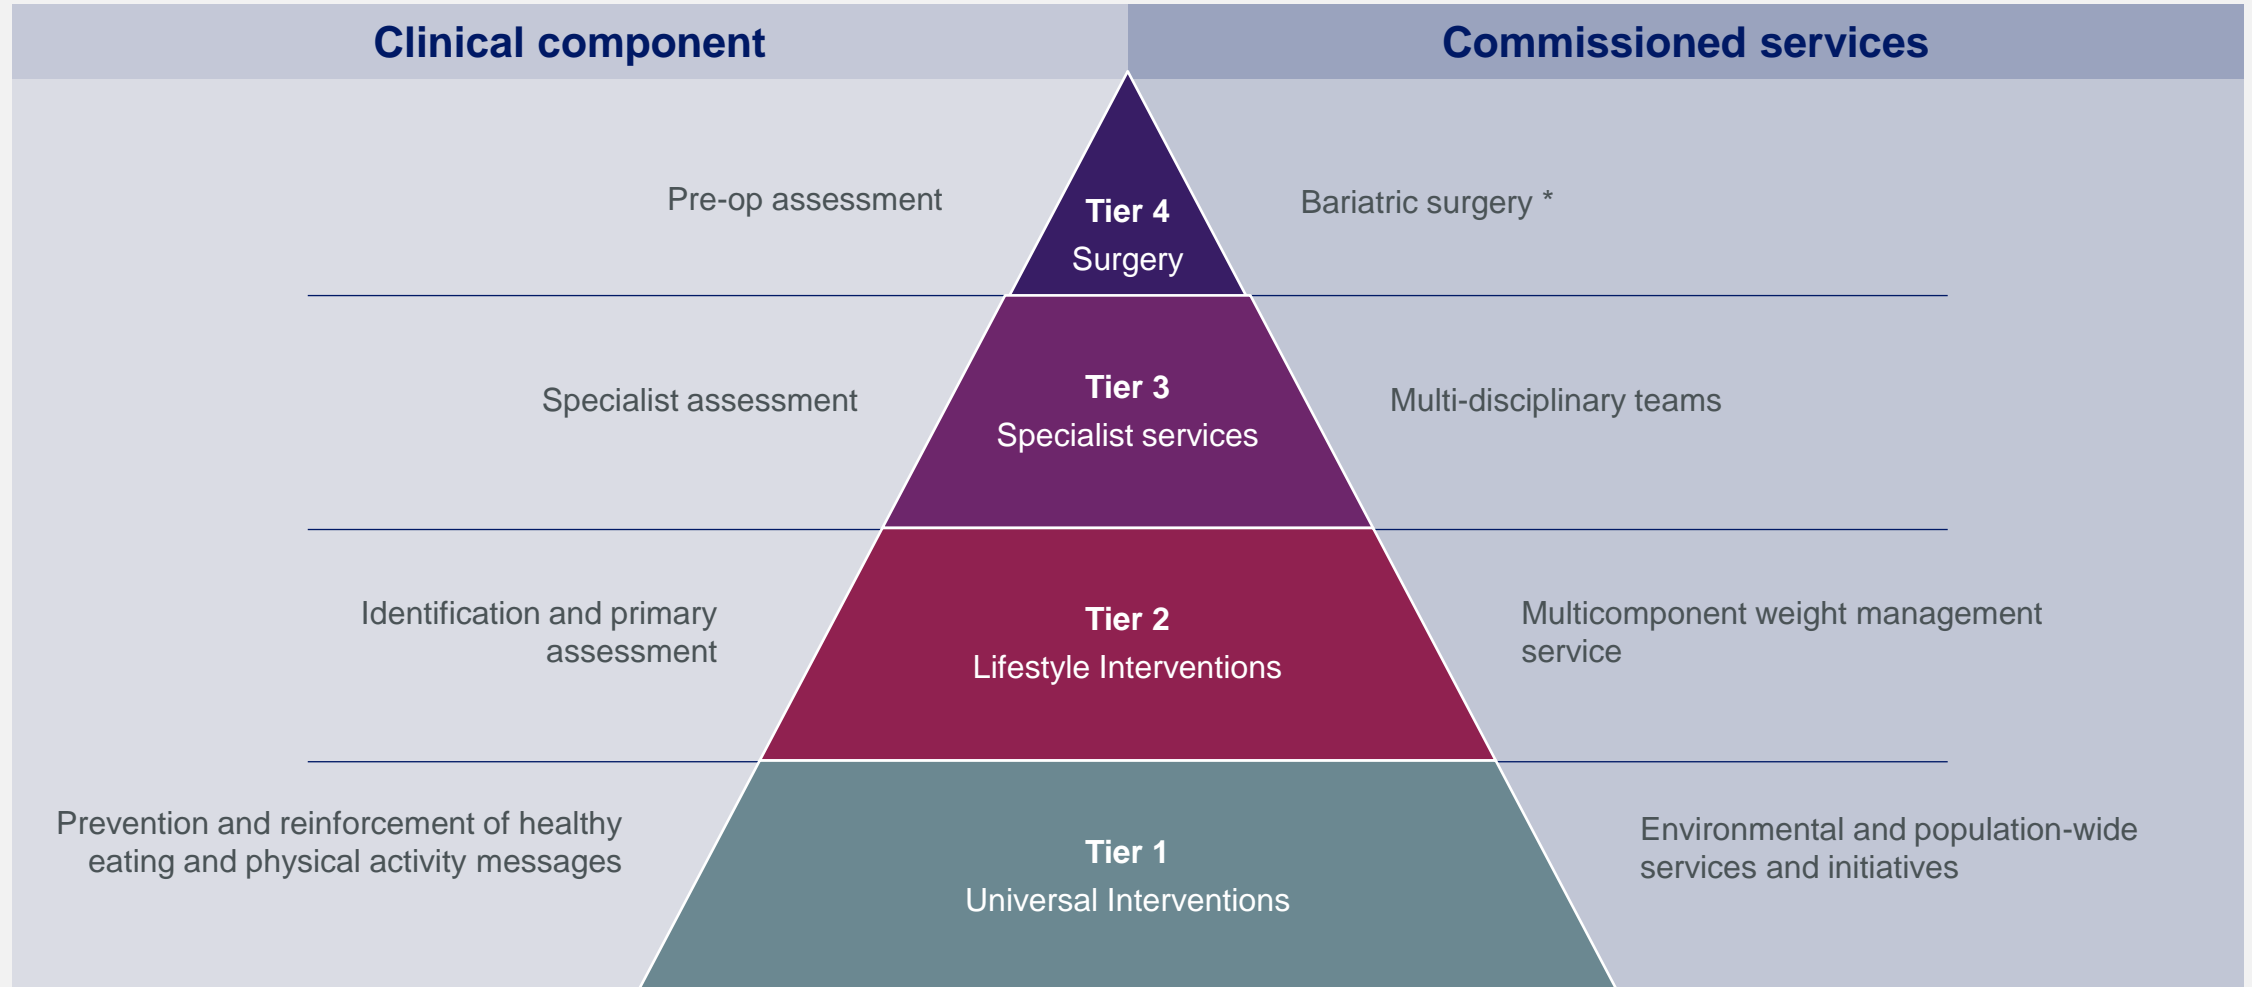 Clinical component
Commissioned services
Pre-op assessment
Tier 4
Surgery
Bariatric surgery *
Specialist assessment
Tier 3
Specialist services
Multi-disciplinary teams
Identification and primary
assessment
Tier 2
Lifestyle Interventions
Multicomponent weight management
service
Prevention and reinforcement of healthy
eating and physical activity messages
Tier 1
Universal Interventions
Environmental and population-wide
services and initiatives